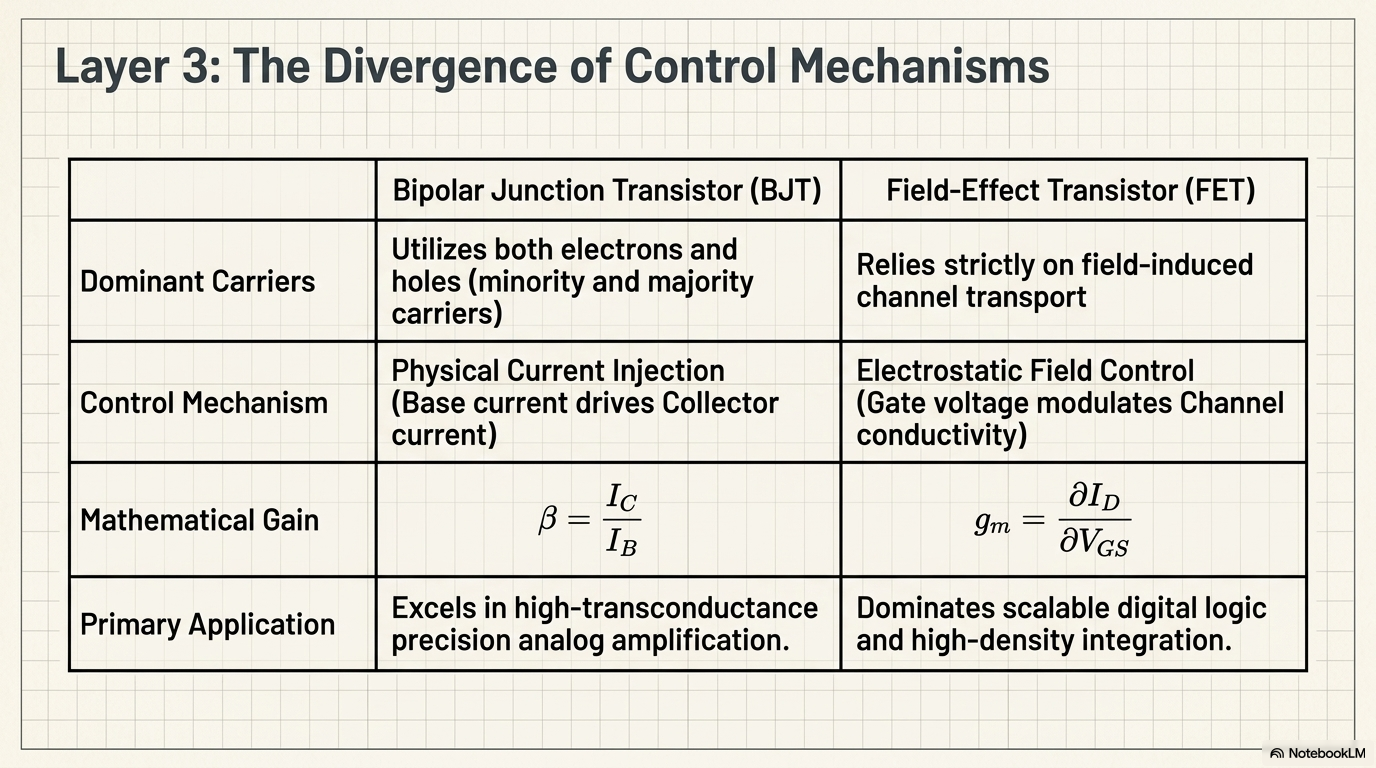 Layer 3: The Divergence of Control Mechanisms
Bipolar Junction Transistor (BJT)
Field-Effect Transistor (FET)
Dominant Carriers
Utilizes both electrons and
holes (minority and majority
carriers)
Relies strictly on field-induced
channel transport
Control Mechanism
Physical Current Injection
(Base current drives Collector
current)
Electrostatic Field Control
(Gate voltage modulates Channel
conductivity)
Mathematical Gain
β = I_C / I_B
g_m = ∂I_D / ∂V_GS
Primary Application
Excels in high-transconductance
precision analog amplification.
Dominates scalable digital logic
and high-density integration.
NotebookLM